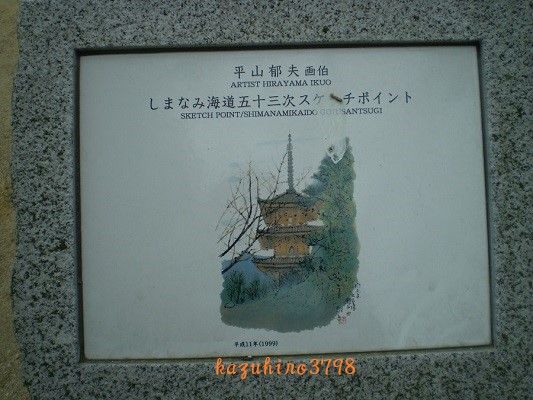 平山郁夫画伯
ARTIST HIRAYAMA IKUO
しまなみ海道五十三次スケッチポイント
SKETCH POINT/SHIMANAMIKAIDO
平成11年(1999)
kazuhiro3798